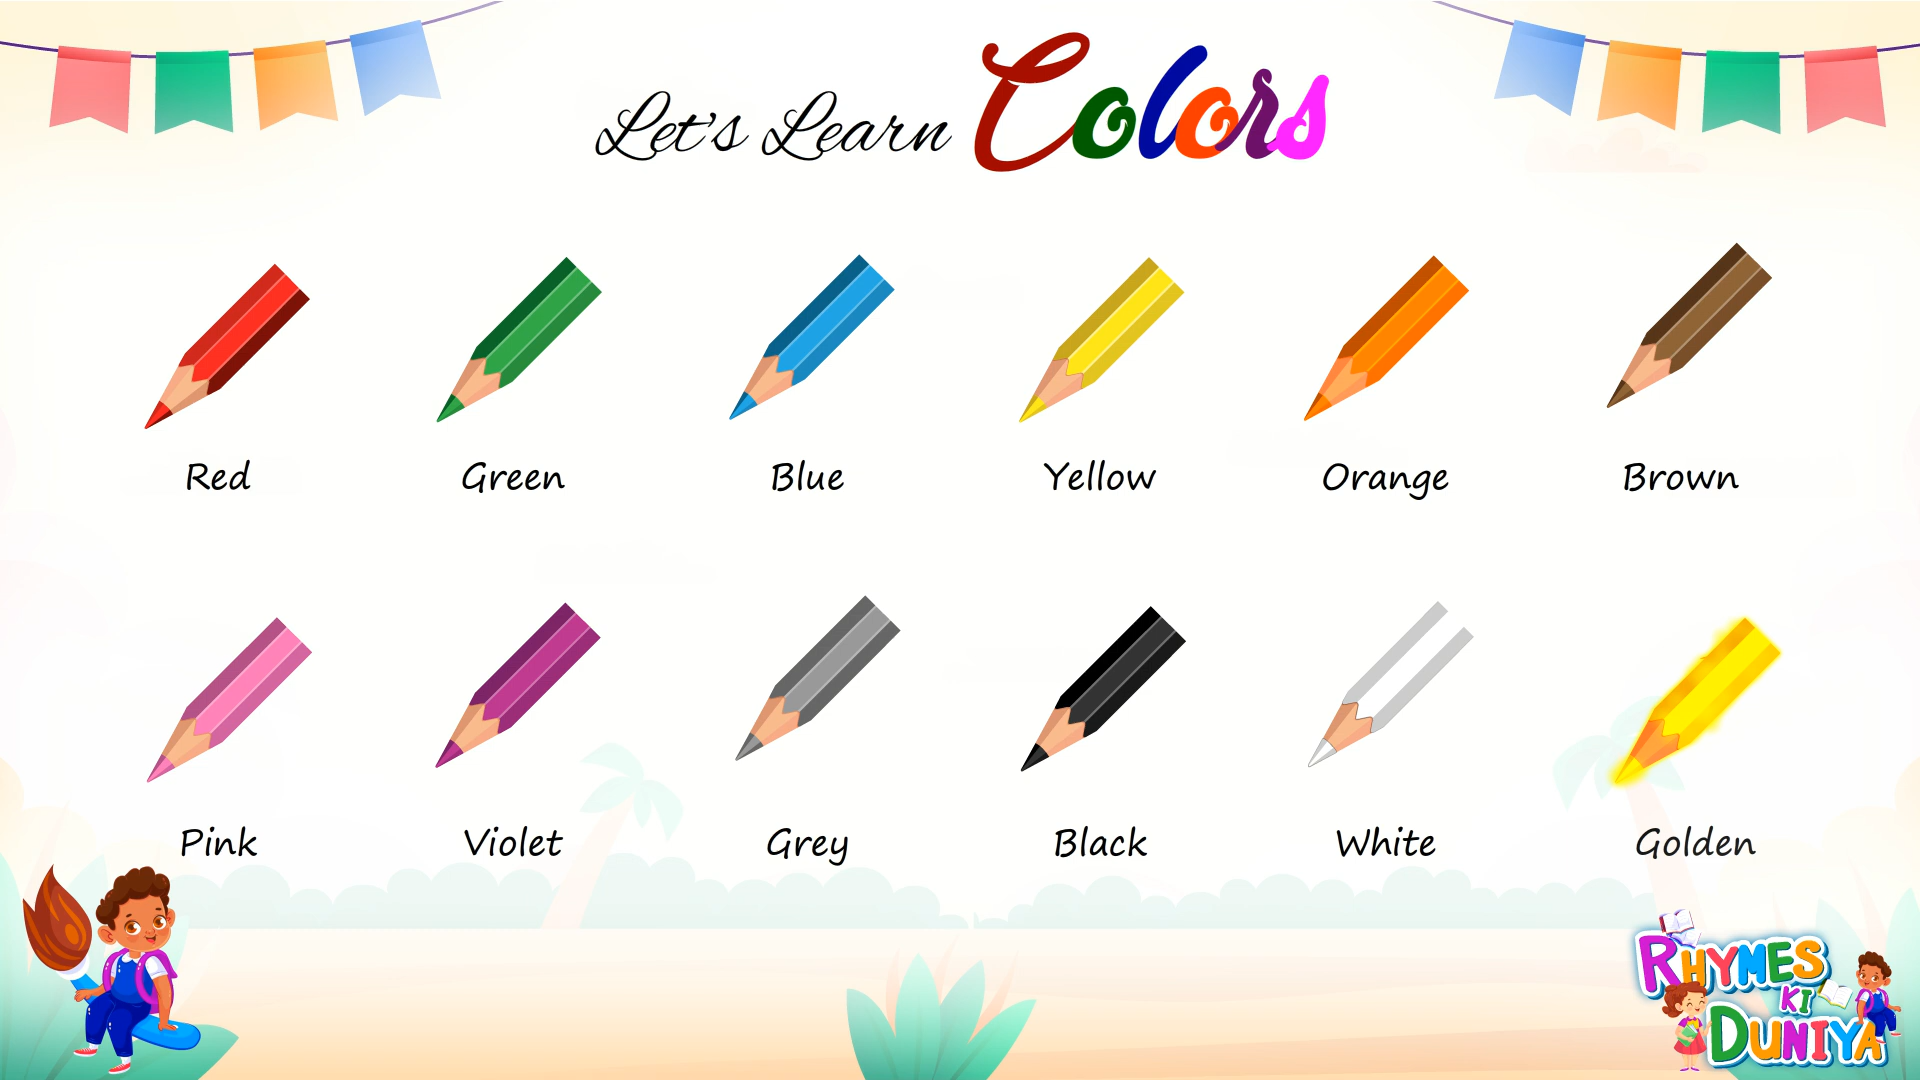 Let's Learn Colors
Red Green Blue Yellow Orange Brown
Pink Violet Grey Black White Golden
RHYMES
KI
DUNIYA